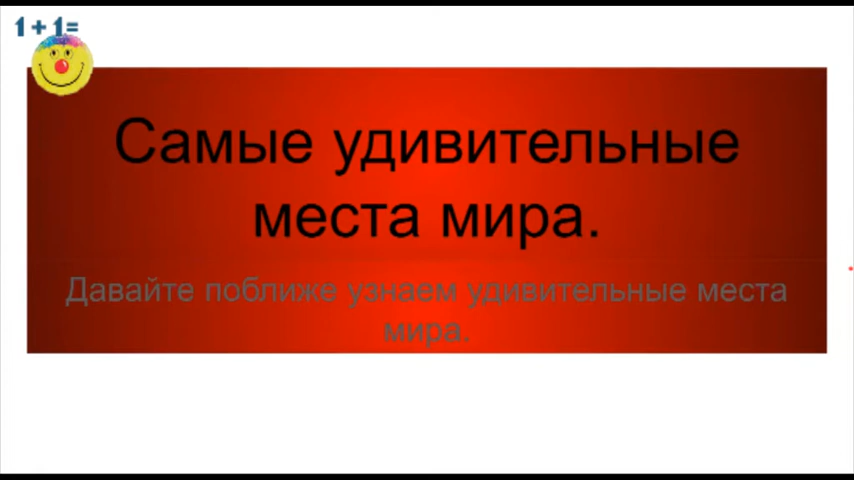 1+1=
Самые удивительные
места мира.
Давайте поближе узнаем удивительные места
мира.